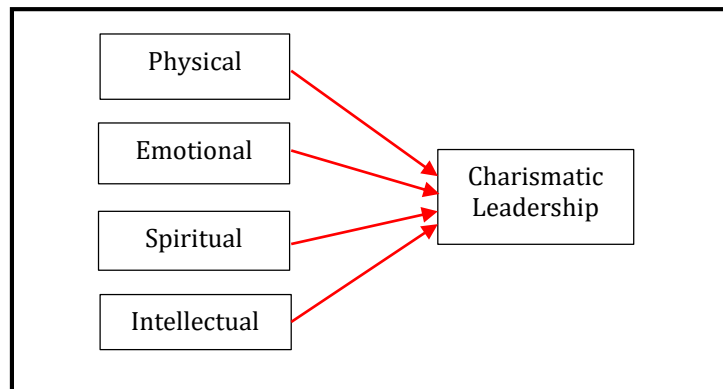 Physical
Emotional
Spiritual
Intellectual
Charismatic
Leadership